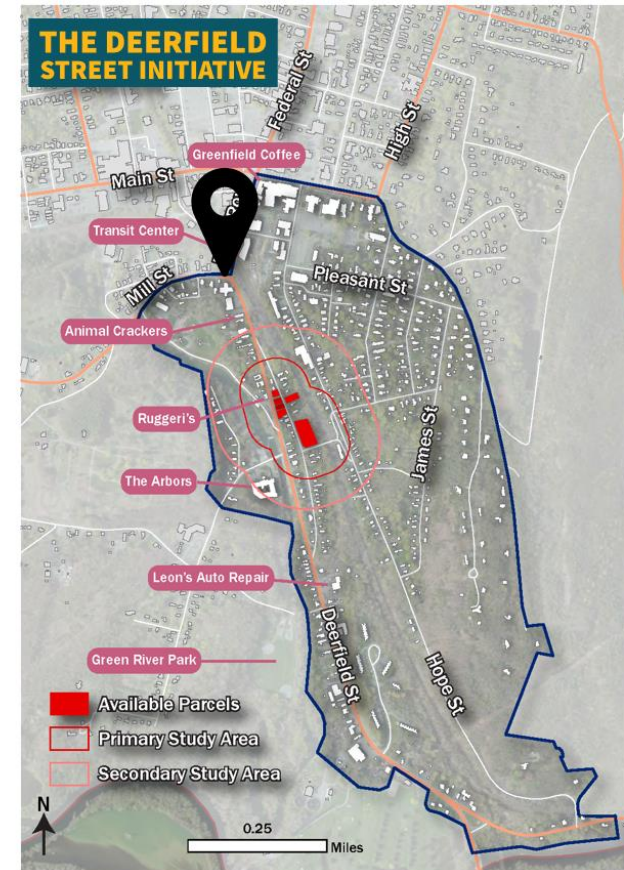 THE DEERFIELD
STREET INITIATIVE
Federal St
High St
Greenfield Coffee
Main St
Transit Center
Pleasant St
Mill St
Animal Crackers
Ruggeri's
James St
The Arbors
Leon's Auto Repair
Deerfield St
Hope St
Green River Park
Available Parcels
Primary Study Area
Secondary Study Area
N
0.25
Miles